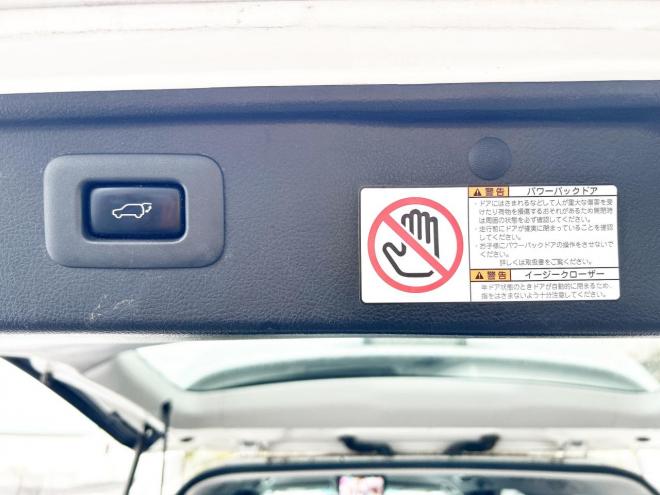 警告 パワーバックドア
・ドアにはさまれるなどして人が重大な傷害を受
けたり荷物を損傷するおそれがあるため開閉時
は周囲の状態を必ず確認してください。
・走行前にドアが確実に閉まっていることを確認
してください。
・お子様にパワーバックドアの操作をさせないで
ください。
詳しくは取扱書をご覧ください。
警告 イージークローザー
半ドア状態のときドアが自動的に閉まるため、
指をはさまないよう十分注意してください。